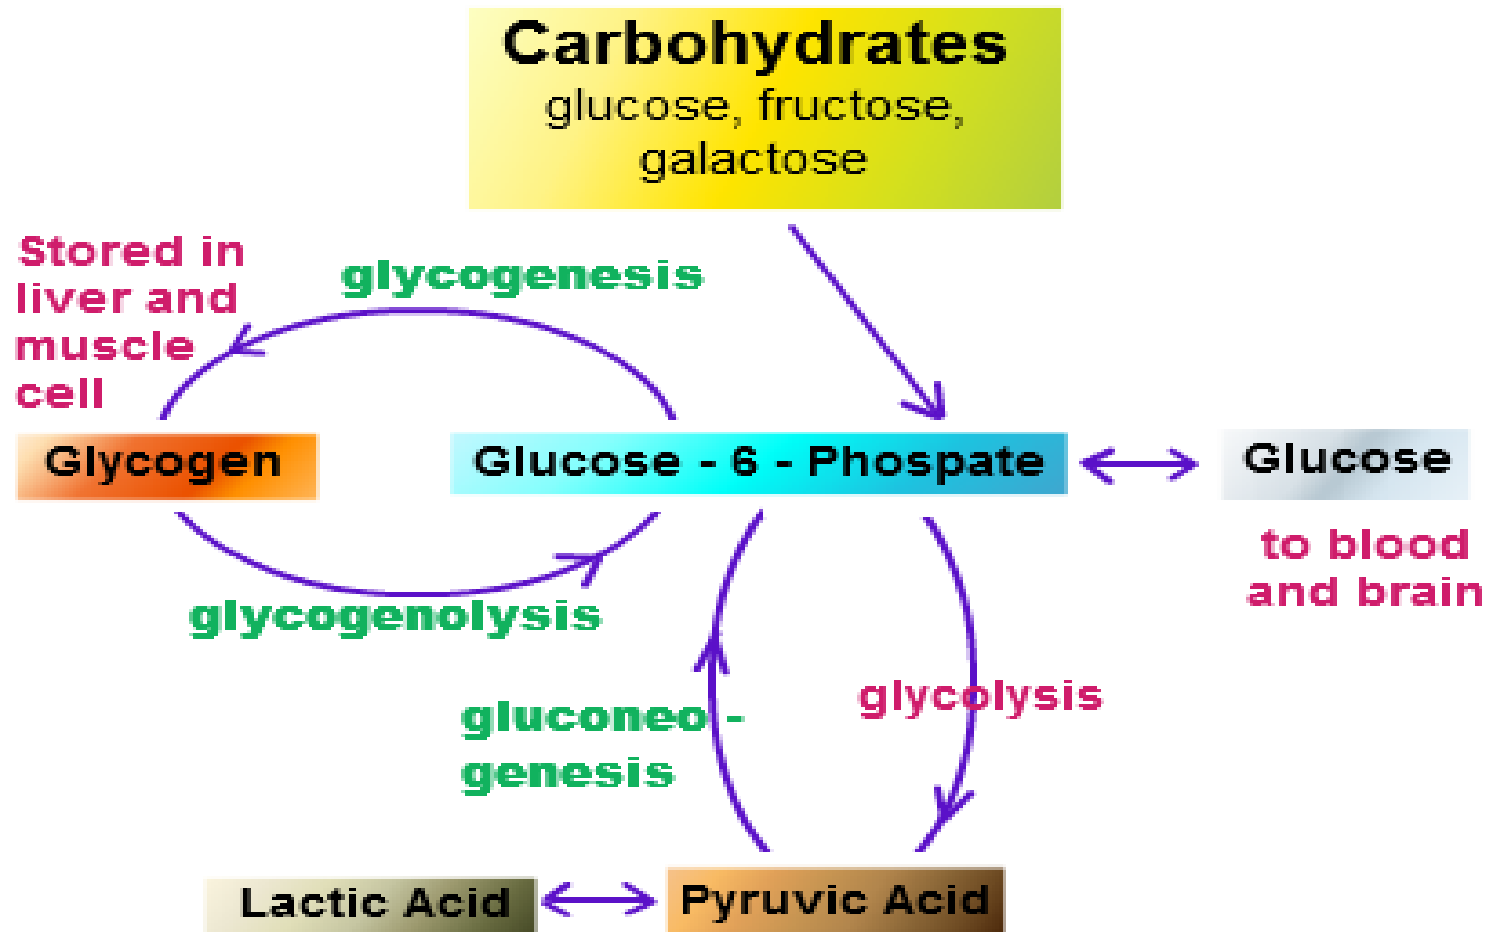 Carbohydrates
glucose, fructose,
galactose
Stored in
liver and
muscle
cell
glycogenesis
Glycogen
Glucose - 6 - Phospate
Glucose
to blood
and brain
glycogenolysis
gluconeo -
genesis
glycolysis
Lactic Acid
Pyruvic Acid